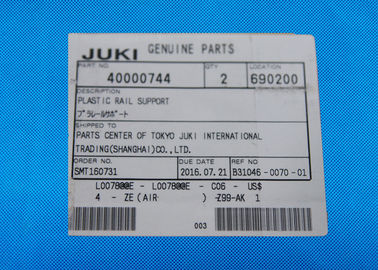 JUKI GENUINE PARTS
PART NO. QTY LOCATION
40000744 2 690200
DESCRIPTION
PLASTIC RAIL SUPPORT
プラレールサポート
SHIPPED TO
PARTS CENTER OF TOKYO JUKI INTERNATIONAL
TRADING(SHANGHAI)CO.,LTD.
ORDER NO. DUE DATE REF NO
SMT160731 2016.07.21 B31046-0070-01
L007800E - L007800E - C06 - US$
4 - ZE(AIR ) -Z99-AK 1
003